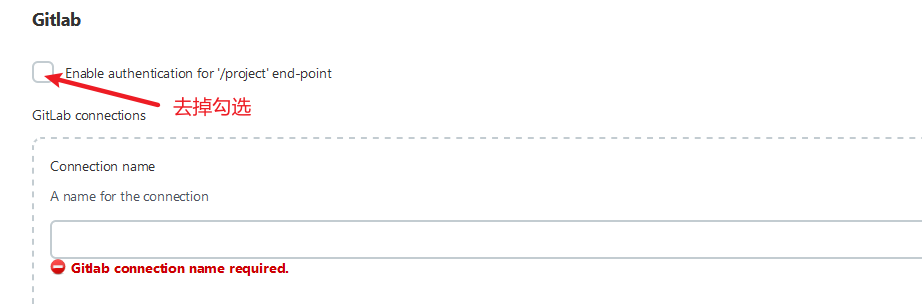 Gitlab
Enable authentication for '/project' end-point
去掉勾选
GitLab connections
Connection name
A name for the connection
Gitlab connection name required.